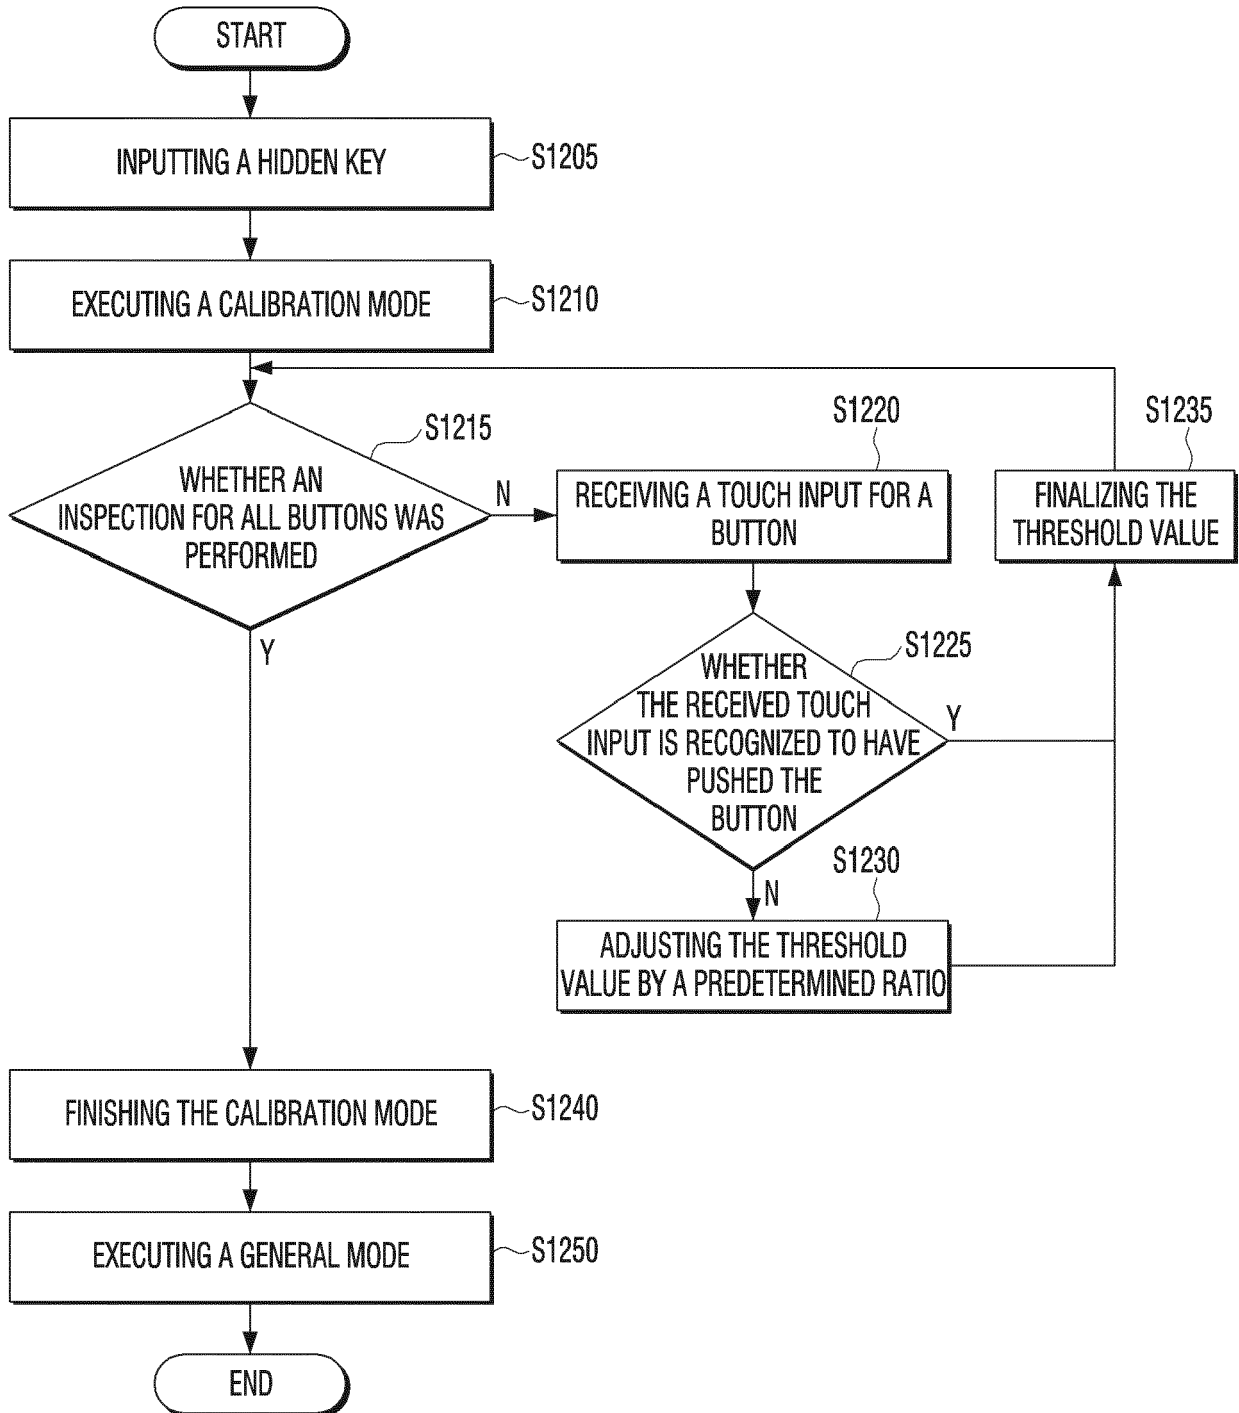 START
INPUTTING A HIDDEN KEY
S1205
EXECUTING A CALIBRATION MODE
S1210
WHETHER AN
INSPECTION FOR ALL BUTTONS WAS
PERFORMED
S1215
N
Y
S1220
RECEIVING A TOUCH INPUT FOR A
BUTTON
S1235
FINALIZING THE
THRESHOLD VALUE
S1225
WHETHER
THE RECEIVED TOUCH
INPUT IS RECOGNIZED TO HAVE
PUSHED THE
BUTTON
Y
N
S1230
ADJUSTING THE THRESHOLD
VALUE BY A PREDETERMINED RATIO
FINISHING THE CALIBRATION MODE
S1240
EXECUTING A GENERAL MODE
S1250
END